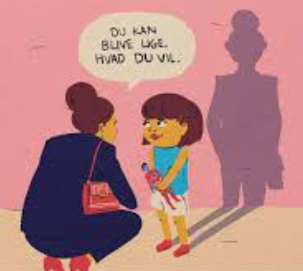 DU KAN
BLIVE LIGE.
HVAD DU VIL.